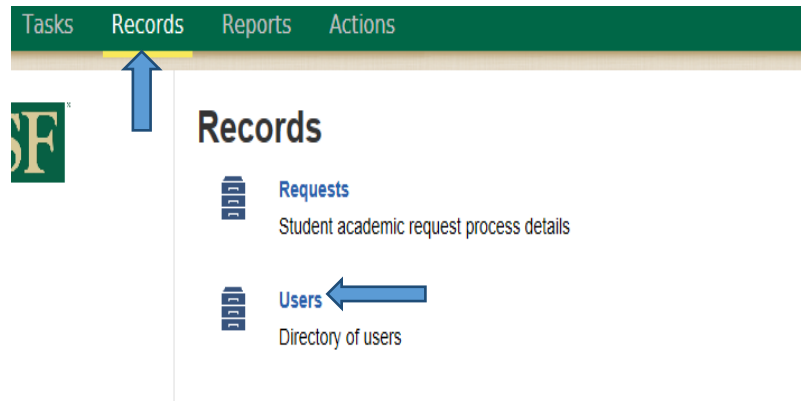 Tasks Records Reports Actions
SF
Records
Requests
Student academic request process details
Users
Directory of users